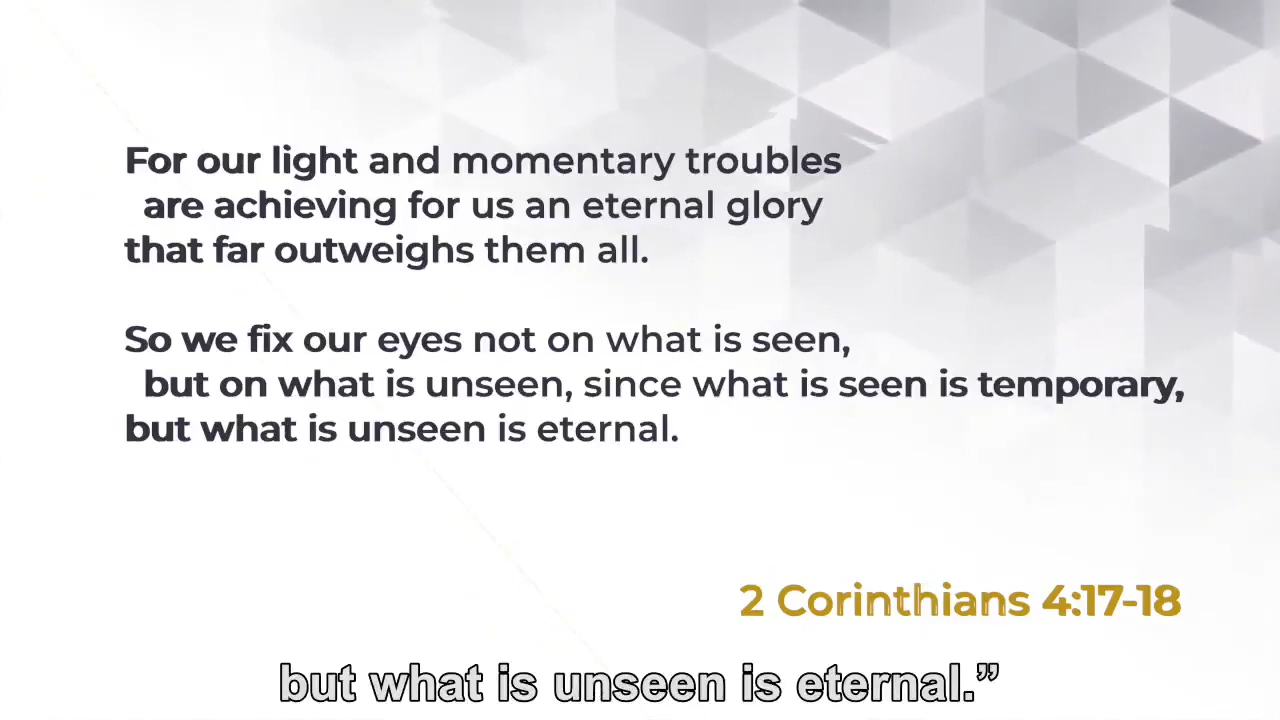 For our light and momentary troubles
are achieving for us an eternal glory
that far outweighs them all.
So we fix our eyes not on what is seen,
but on what is unseen, since what is seen is temporary,
but what is unseen is eternal.
2 Corinthians 4:17-18
but what is unseen is eternal.”